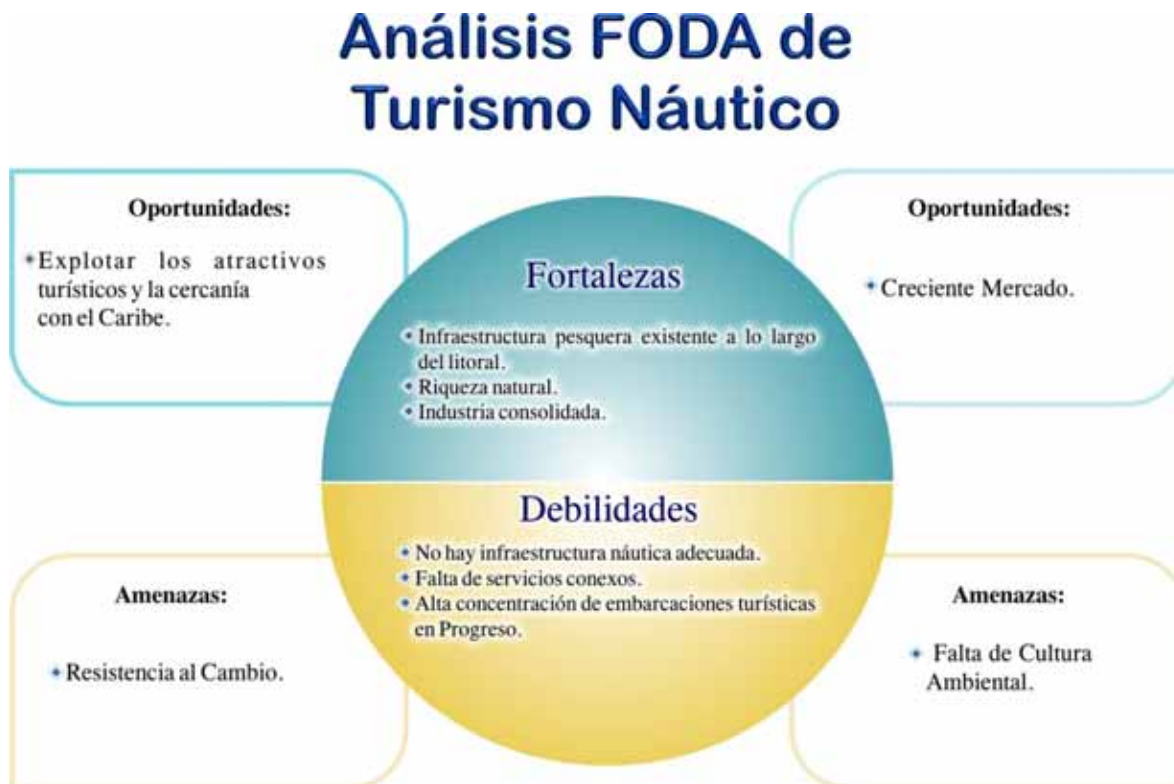 Análisis FODA de
Turismo Náutico
Oportunidades:
Explotar los atractivos
turísticos y la cercanía
con el Caribe.
Fortalezas
Infraestructura pesquera existente a lo largo
del litoral.
Riqueza natural.
Industria consolidada.
Oportunidades:
Creciente Mercado.
Debilidades
No hay infraestructura náutica adecuada.
Falta de servicios conexos.
Alta concentración de embarcaciones turísticas
en Progreso.
Amenazas:
Resistencia al Cambio.
Amenazas:
Falta de Cultura
Ambiental.